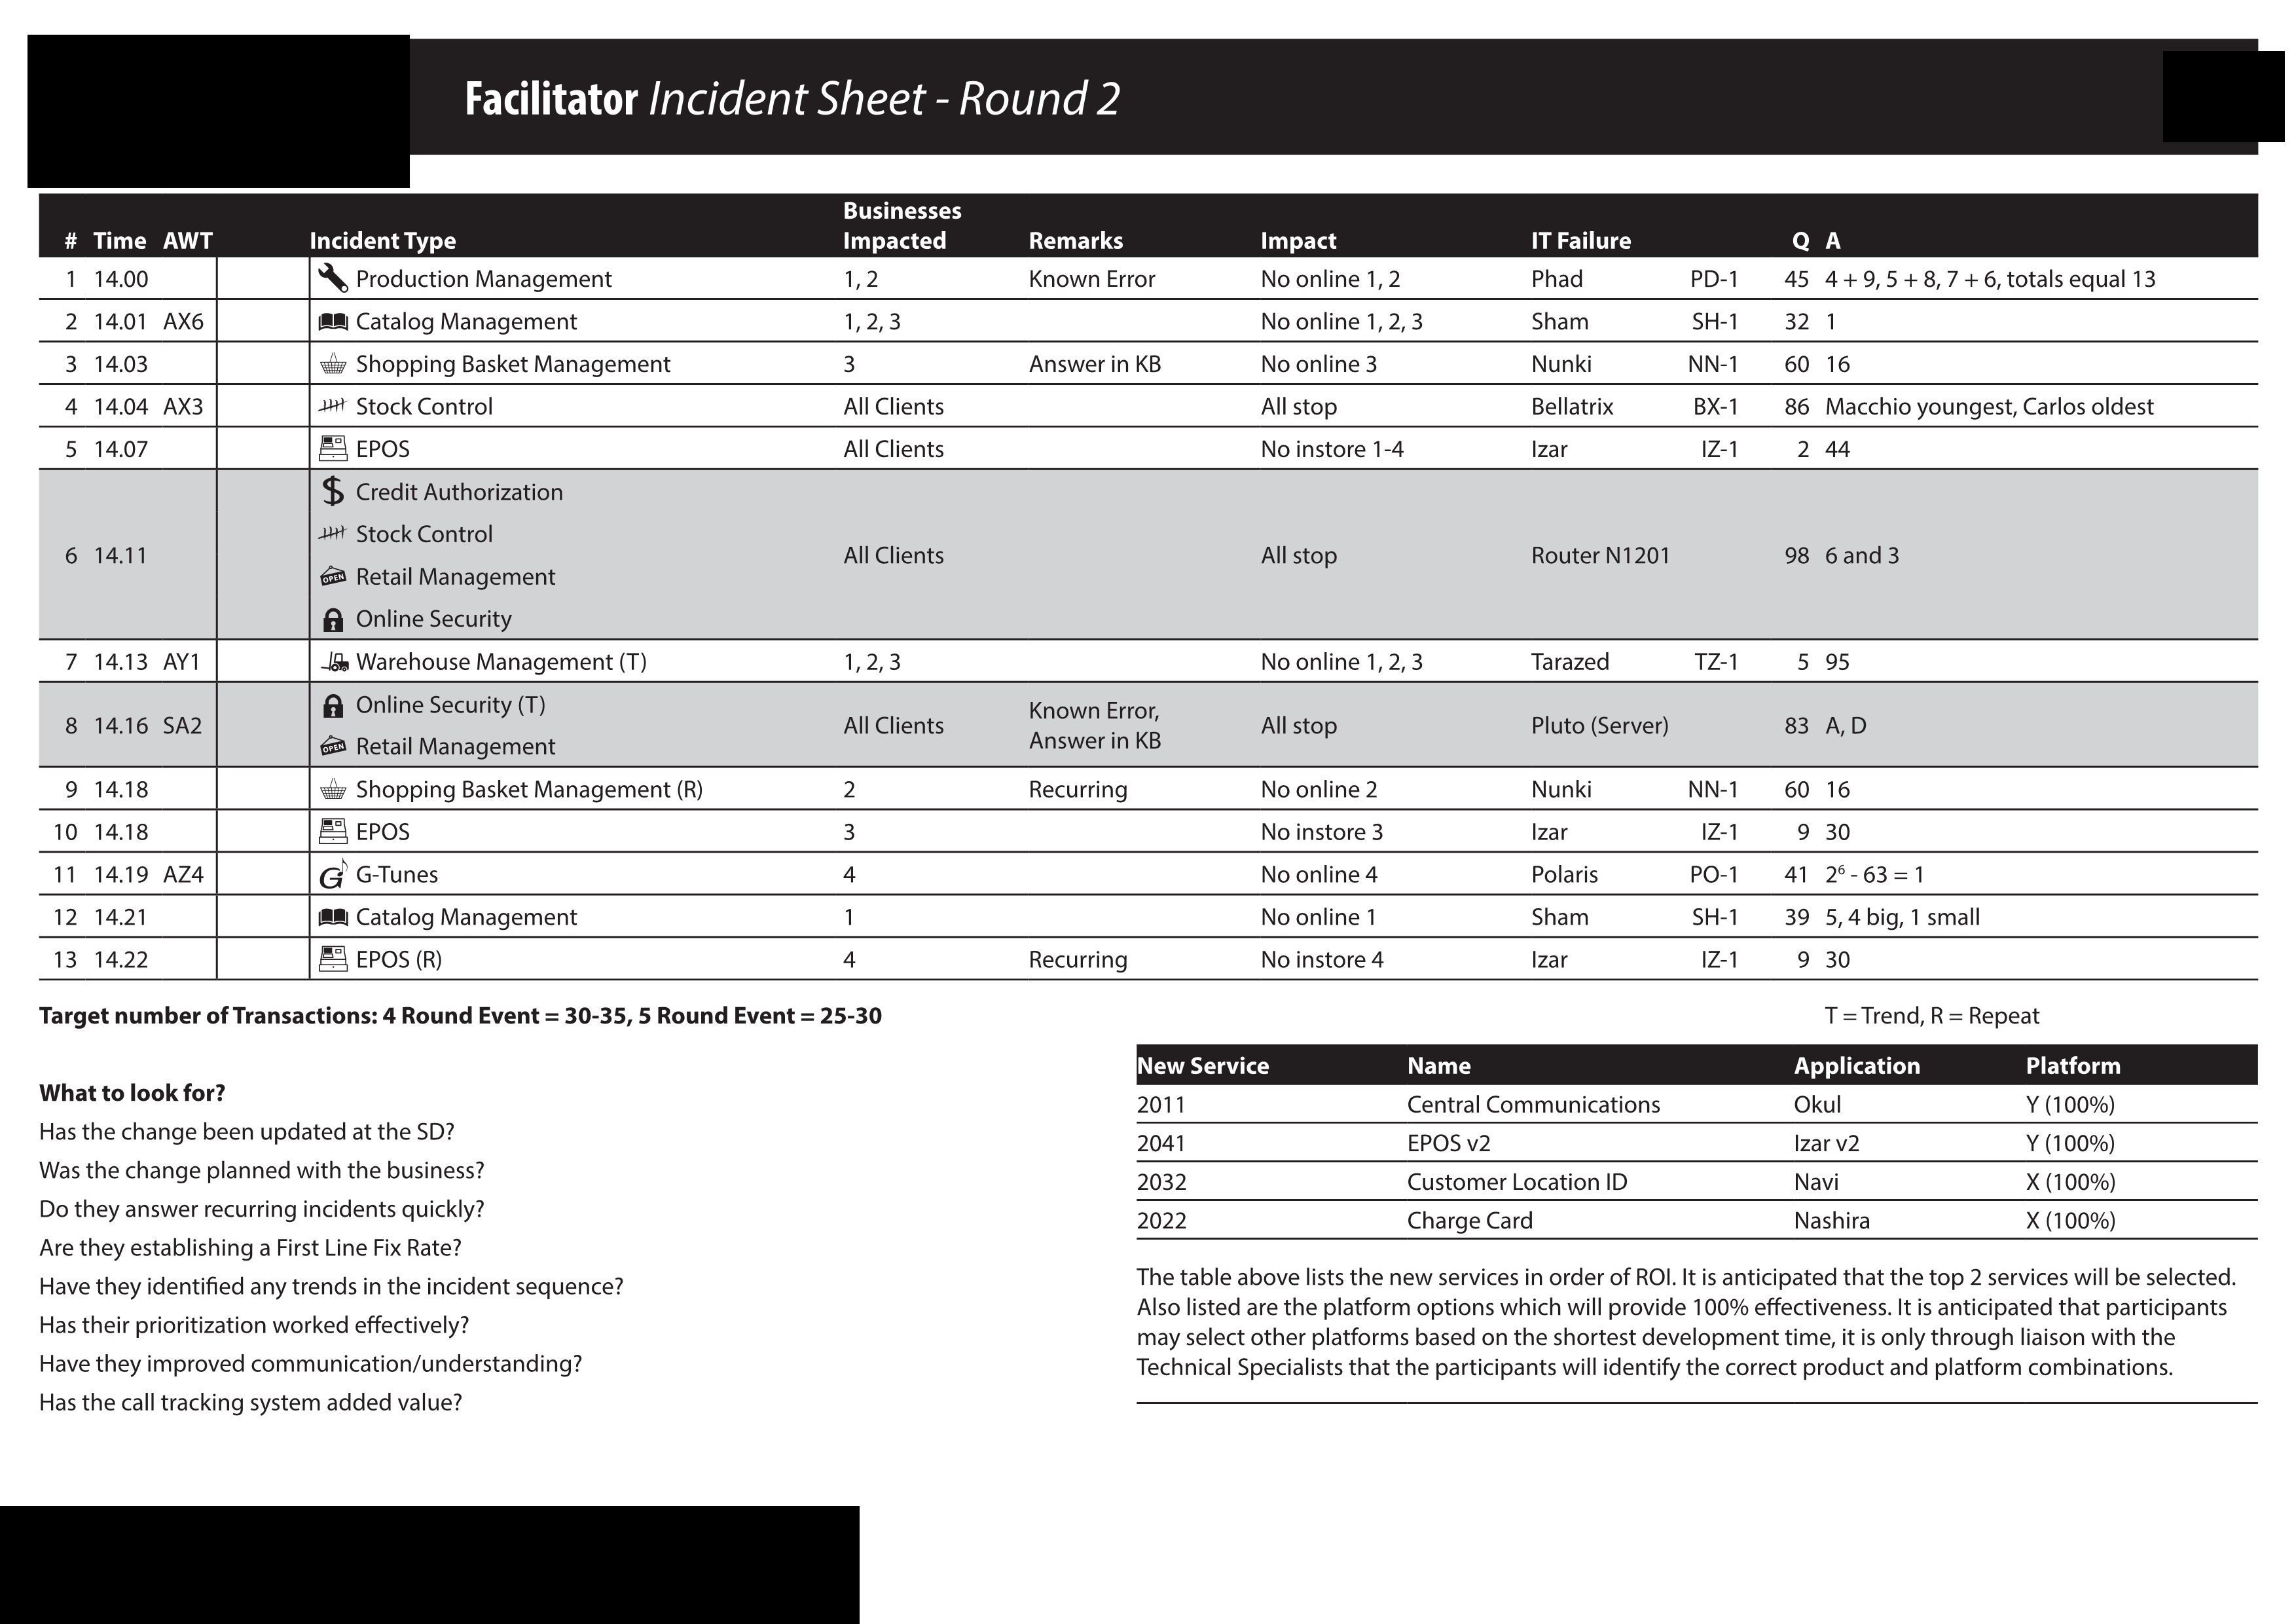 Facilitator Incident Sheet - Round 2
Businesses
# Time AWT Incident Type Impacted Remarks Impact IT Failure Q A
1 14.00 Production Management 1, 2 Known Error No online 1, 2 Phad PD-1 45 4 + 9, 5 + 8, 7 + 6, totals equal 13
2 14.01 AX6 Catalog Management 1, 2, 3 No online 1, 2, 3 Sham SH-1 32 1
3 14.03 Shopping Basket Management 3 Answer in KB No online 3 Nunki NN-1 60 16
4 14.04 AX3 Stock Control All Clients All stop Bellatrix BX-1 86 Macchio youngest, Carlos oldest
5 14.07 EPOS All Clients No instore 1-4 Izar IZ-1 2 44
$ Credit Authorization
Stock Control
6 14.11 All Clients All stop Router N1201 98 6 and 3
OPEN Retail Management
Online Security
7 14.13 AY1 Warehouse Management (T) 1, 2, 3 No online 1, 2, 3 Tarazed TZ-1 5 95
Online Security (T) Known Error,
8 14.16 SA2 All Clients All stop Pluto (Server) 83 A, D
OPEN Retail Management Answer in KB
9 14.18 Shopping Basket Management (R) 2 Recurring No online 2 Nunki NN-1 60 16
10 14.18 EPOS 3 No instore 3 Izar IZ-1 9 30
11 14.19 AZ4 G G-Tunes 4 No online 4 Polaris PO-1 41 2⁶ - 63 = 1
12 14.21 Catalog Management 1 No online 1 Sham SH-1 39 5, 4 big, 1 small
13 14.22 EPOS (R) 4 Recurring No instore 4 Izar IZ-1 9 30
Target number of Transactions: 4 Round Event = 30-35, 5 Round Event = 25-30
T = Trend, R = Repeat
What to look for?
Has the change been updated at the SD?
Was the change planned with the business?
Do they answer recurring incidents quickly?
Are they establishing a First Line Fix Rate?
Have they identified any trends in the incident sequence?
Has their prioritization worked effectively?
Have they improved communication/understanding?
Has the call tracking system added value?
New Service Name Application Platform
2011 Central Communications Okul Y (100%)
2041 EPOS v2 Izar v2 Y (100%)
2032 Customer Location ID Navi X (100%)
2022 Charge Card Nashira X (100%)
The table above lists the new services in order of ROI. It is anticipated that the top 2 services will be selected.
Also listed are the platform options which will provide 100% effectiveness. It is anticipated that participants
may select other platforms based on the shortest development time, it is only through liaison with the
Technical Specialists that the participants will identify the correct product and platform combinations.